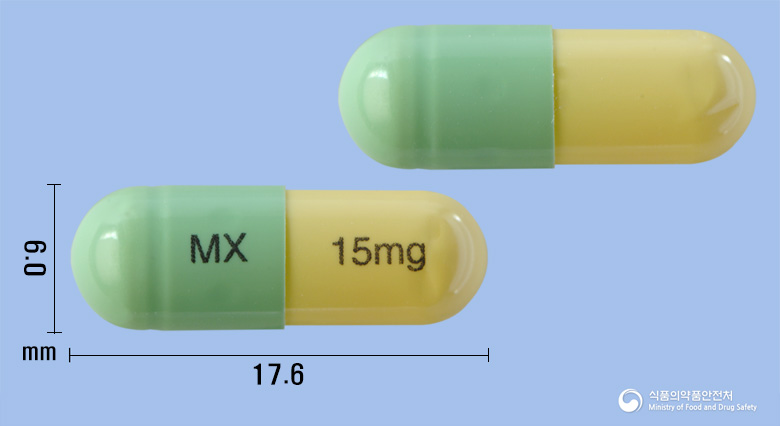 MX 15mg
6.0
mm
17.6
식품의약품안전처
Ministry of Food and Drug Safety